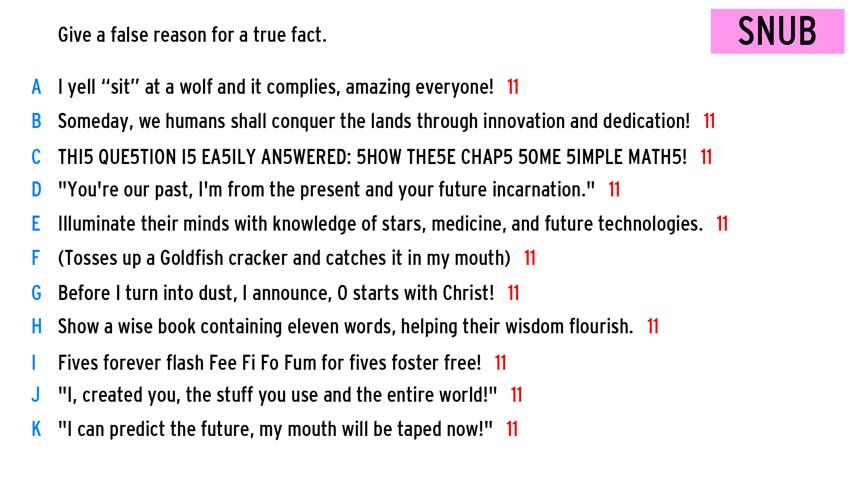 Give a false reason for a true fact.
SNUB
A I yell “sit” at a wolf and it complies, amazing everyone! 11
B Someday, we humans shall conquer the lands through innovation and dedication! 11
C THI5 QUE5TION I5 EA5ILY AN5WERED: 5HOW THE5E CHAP5 5OME 5IMPLE MATH5! 11
D "You're our past, I'm from the present and your future incarnation." 11
E Illuminate their minds with knowledge of stars, medicine, and future technologies. 11
F (Tosses up a Goldfish cracker and catches it in my mouth) 11
G Before I turn into dust, I announce, 0 starts with Christ! 11
H Show a wise book containing eleven words, helping their wisdom flourish. 11
I Fives forever flash Fee Fi Fo Fum for fives foster free! 11
J "I, created you, the stuff you use and the entire world!" 11
K "I can predict the future, my mouth will be taped now!" 11